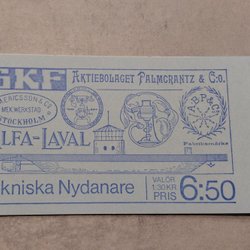 SKF AKTIEBOLAGET PALMCRANTZ & C:o.
L.M. ERICSSON & CO
MEK. WERKSTAD
STOCKHOLM
P.B.P & C:o
ALFA-LAVAL
Fabriksmärke
Tekniska Nydanare
VALÖR
1:30 KR
PRIS
6:50